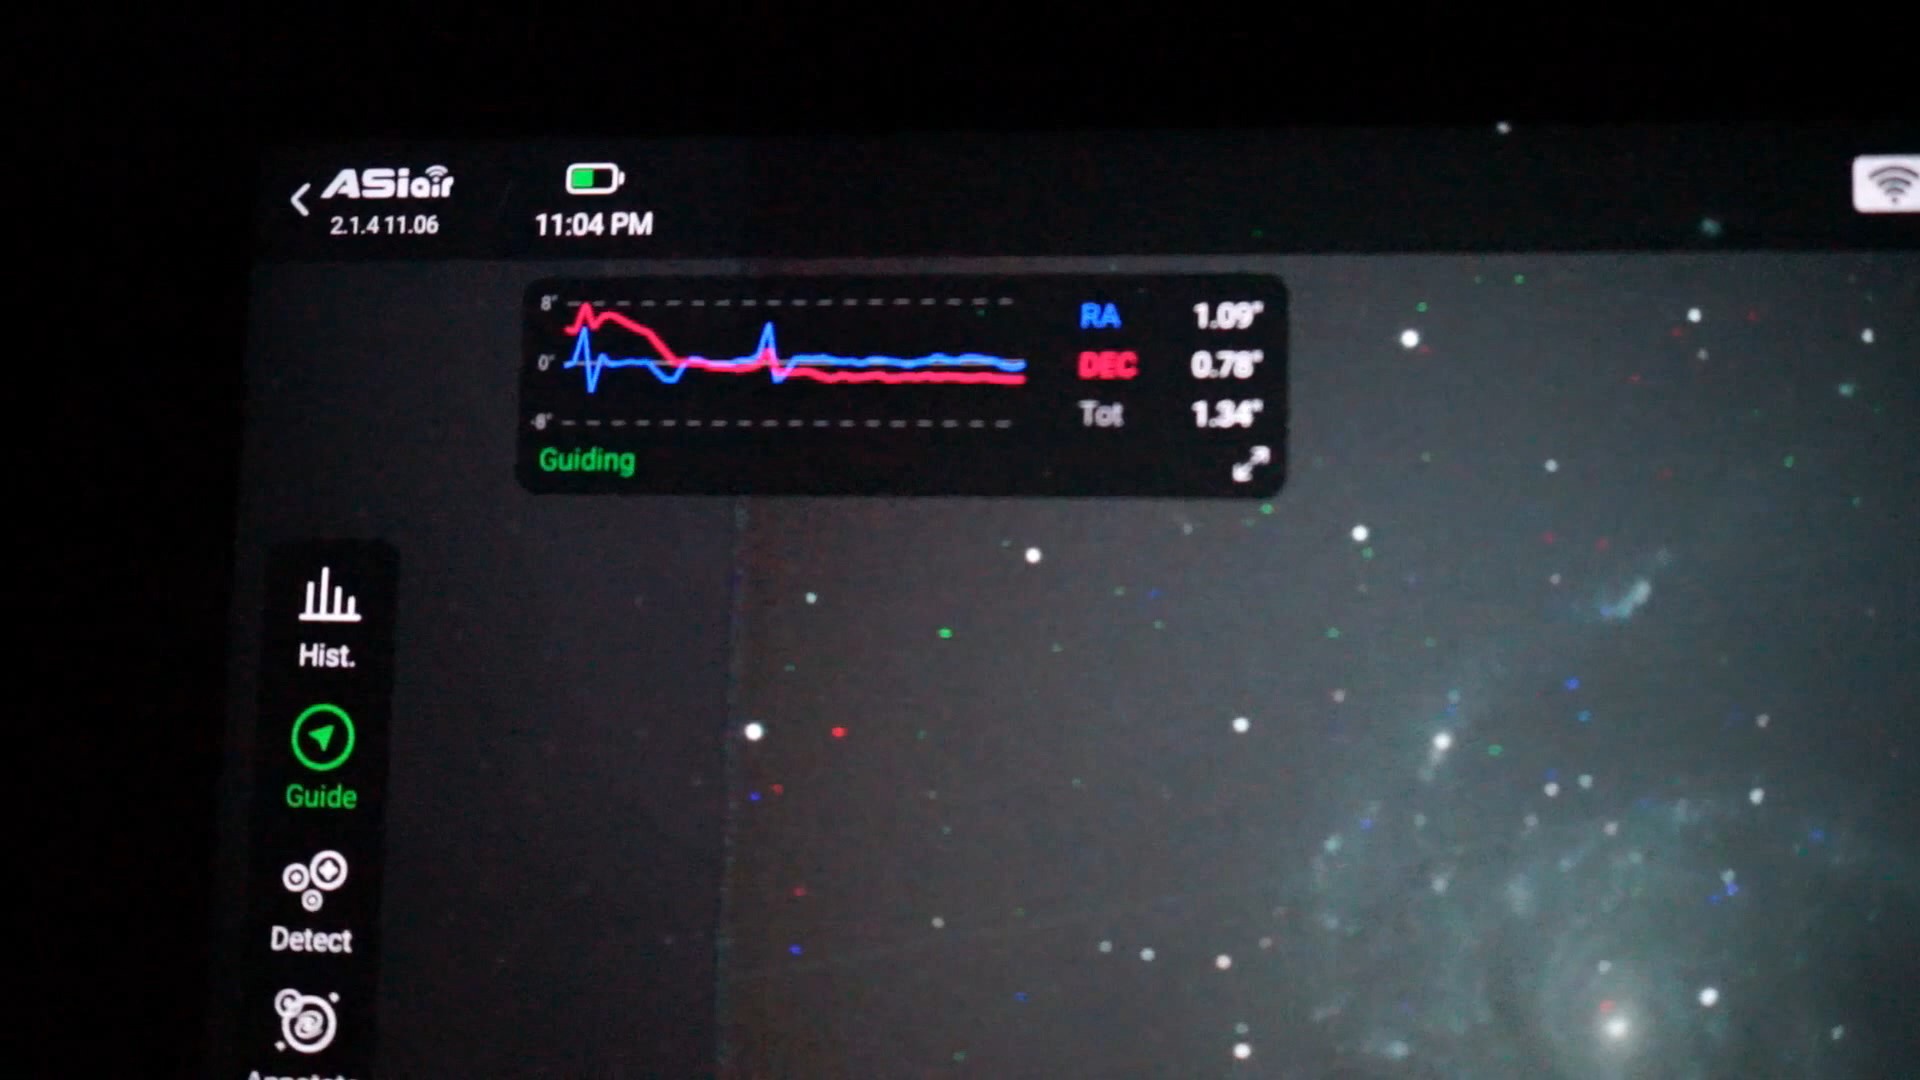 ASiair
2.1.4 11.06
11:04 PM
8"
0"
-8"
RA 1.09"
DEC 0.78"
Tot 1.34"
Guiding
Hist.
Guide
Detect
Annotate